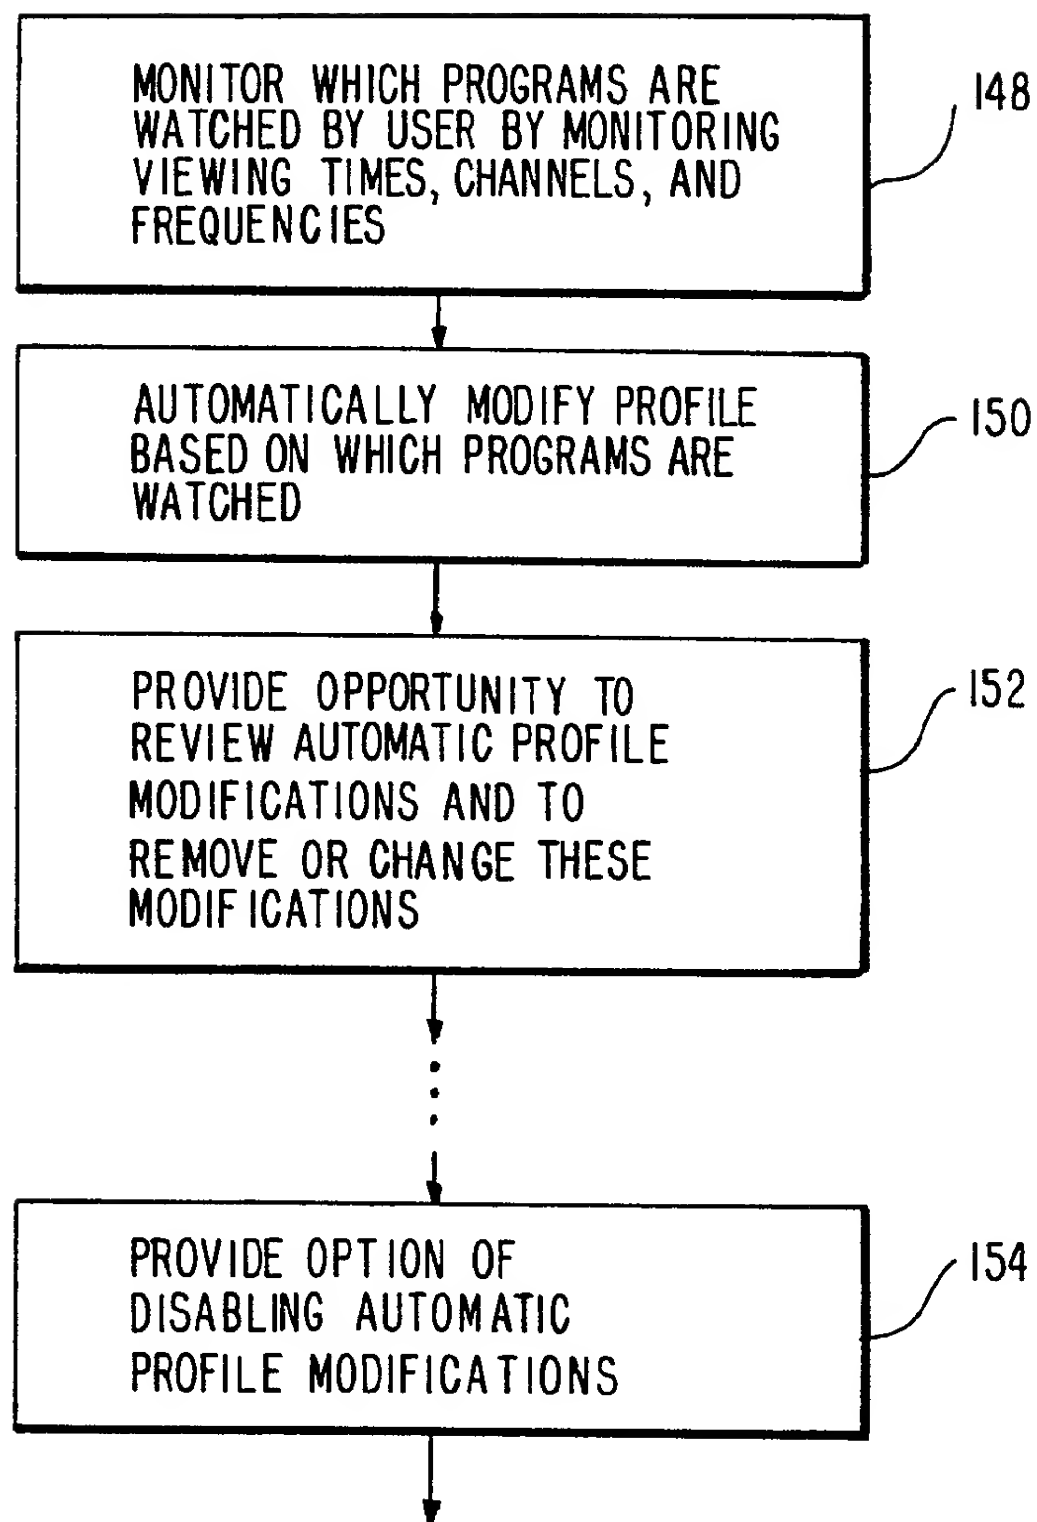 MONITOR WHICH PROGRAMS ARE
WATCHED BY USER BY MONITORING
VIEWING TIMES, CHANNELS, AND
FREQUENCIES
148
AUTOMATICALLY MODIFY PROFILE
BASED ON WHICH PROGRAMS ARE
WATCHED
150
PROVIDE OPPORTUNITY TO
REVIEW AUTOMATIC PROFILE
MODIFICATIONS AND TO
REMOVE OR CHANGE THESE
MODIFICATIONS
152
PROVIDE OPTION OF
DISABLING AUTOMATIC
PROFILE MODIFICATIONS
154